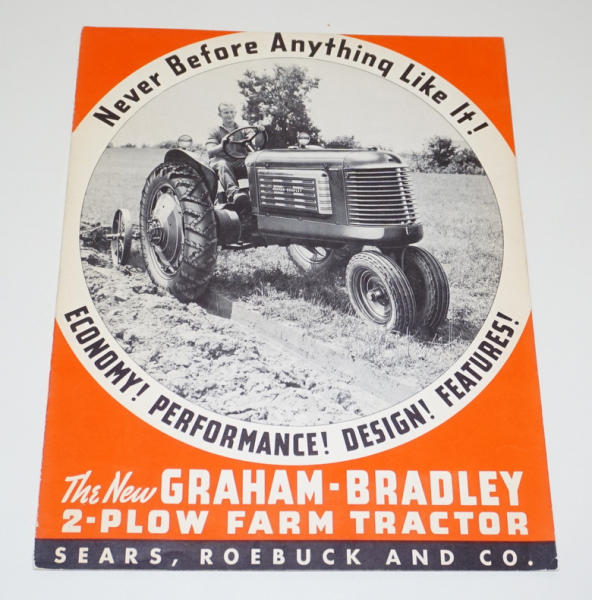 Never Before Anything Like It!
ECONOMY! PERFORMANCE! DESIGN! FEATURES!
The New GRAHAM-BRADLEY
2-PLOW FARM TRACTOR
SEARS, ROEBUCK AND CO.